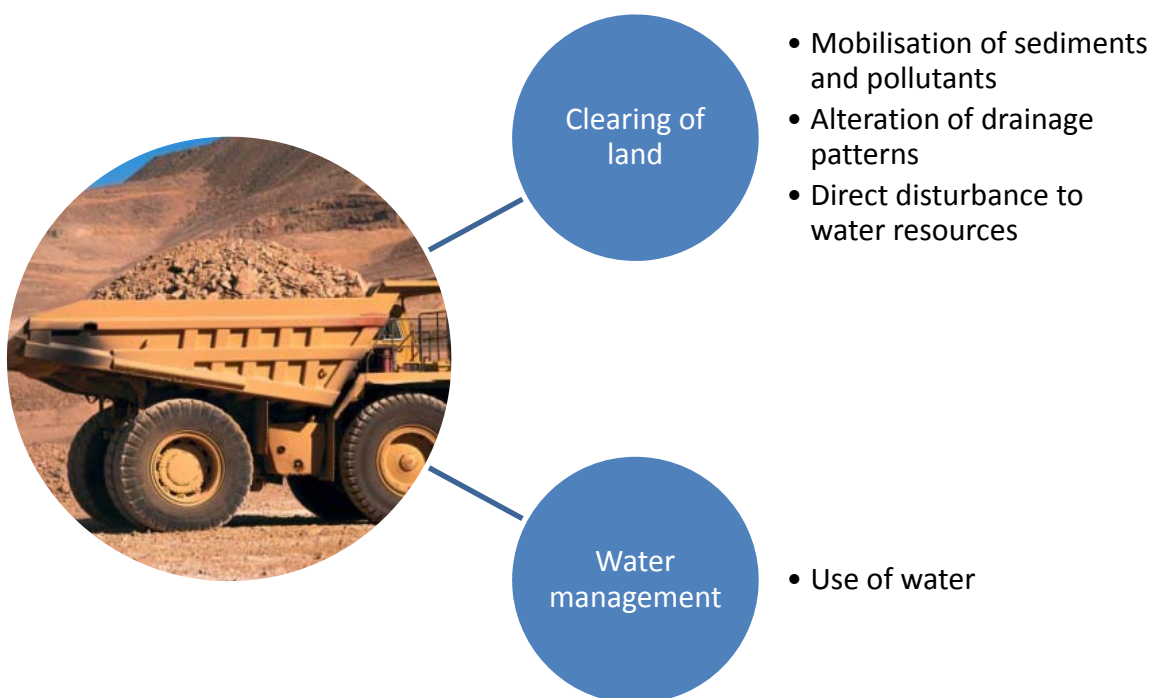 Clearing of
land
• Mobilisation of sediments
and pollutants
• Alteration of drainage
patterns
• Direct disturbance to
water resources
Water
management
• Use of water